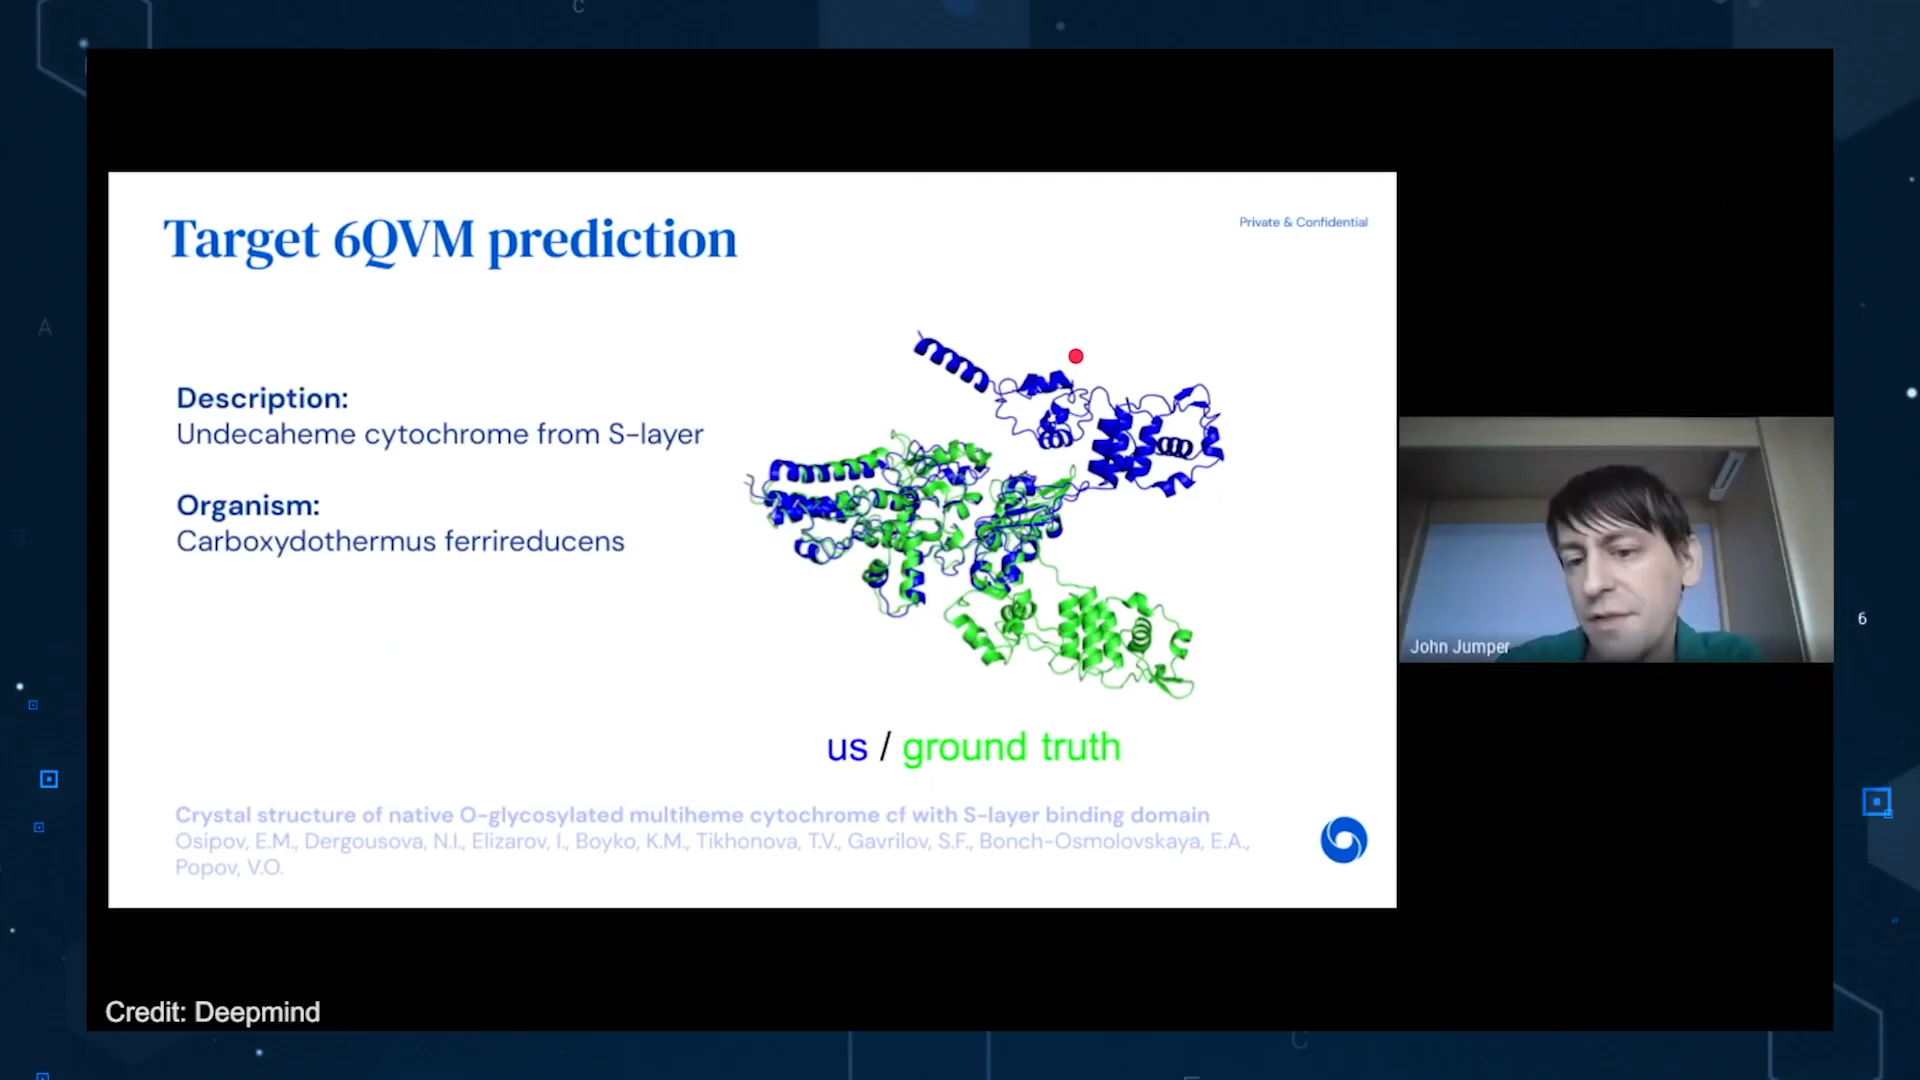 C
A
Target 6QVM prediction
Private & Confidential
Description:
Undecaheme cytochrome from S-layer
Organism:
Carboxydothermus ferrireducens
us / ground truth
Crystal structure of native O-glycosylated multiheme cytochrome cf with S-layer binding domain
Osipov, E.M., Dergousova, N.I., Elizarov, I., Boyko, K.M., Tikhonova, T.V., Gavrilov, S.F., Bonch-Osmolovskaya, E.A.,
Popov, V.O.
John Jumper
6
Credit: Deepmind
C